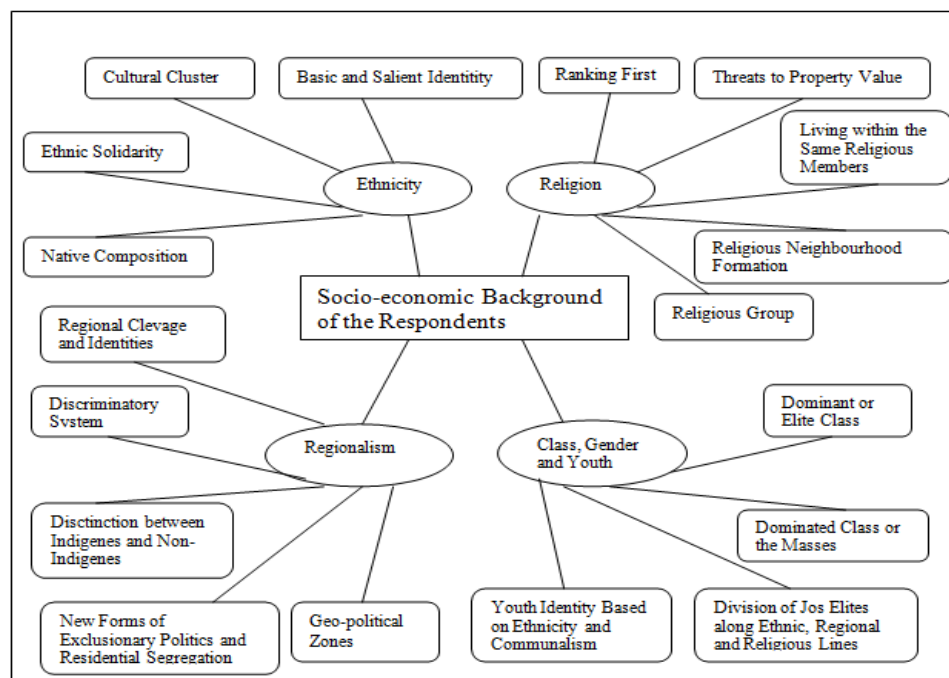 Cultural Cluster
Basic and Salient Identitity
Ranking First
Threats to Property Value
Ethnic Solidarity
Living within the
Same Religious
Members
Ethnicity
Religion
Native Composition
Religious Neighbourhood
Formation
Socio-economic Background
of the Respondents
Religious Group
Regional Clevage
and Identities
Discriminatory
System
Dominant or
Elite Class
Regionalism
Class, Gender
and Youth
Disctinction between
Indigenes and Non-
Indigenes
Dominated Class or
the Masses
New Forms of
Exclusionary Politics and
Residential Segregation
Geo-political
Zones
Youth Identity Based
on Ethnicity and
Communalism
Division of Jos Elites
along Ethnic, Regional
and Religious Lines